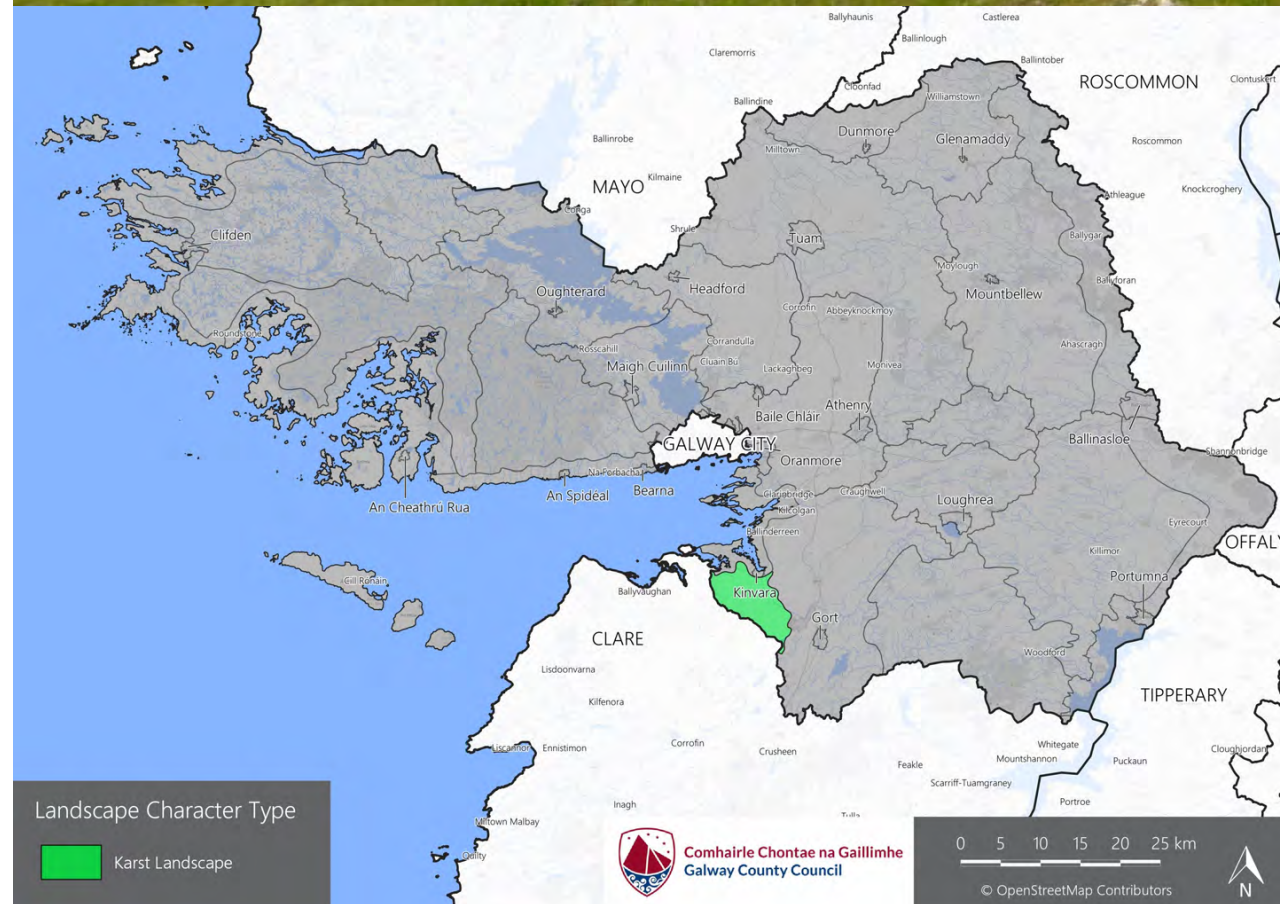 Ballyhaunis
Castlerea
Ballinlough
Claremorris
Ballintober
ROSCOMMON
Clontuskert
Cloonfad
Williamstown
Ballindine
Dunmore
Glenamaddy
Ballinrobe
Milltown
Roscommon
MAYO
Kilmaine
Athleague
Knockcroghery
Conga
Shrule
Clifden
Tuam
Ballygar
Moylough
Ballyforan
Oughterard
Headford
Mountbellew
Corrofin
Abbeyknockmoy
Roundstone
Rosscahill
Corrandulla
Ahascragh
Maigh Cuilinn
Cluain Bú
Lackaghbeg
Monivea
Athenry
Baile Chláir
Ballinasloe
GALWAY CITY
Shannonbridge
Oranmore
Na Forbacha
An Spidéal
Bearna
Clarinbridge
Craughwell
Loughrea
An Cheathrú Rua
Kilcolgan
Eyrecourt
Ballinderreen
OFFALY
Killimor
Cill Rónáin
Portumna
Ballyvaughan
Kinvara
Gort
CLARE
Woodford
Lisdoonvarna
TIPPERARY
Kilfenora
Liscannor
Ennistimon
Corrofin
Crusheen
Whitegate
Mountshannon
Puckaun
Cloughjordan
Feakle
Scarriff-Tuamgraney
Portroe
Inagh
Tulla
Miltown Malbay
Quilty
Landscape Character Type
Karst Landscape
Comhairle Chontae na Gaillimhe
Galway County Council
0 5 10 15 20 25 km
© OpenStreetMap Contributors
N